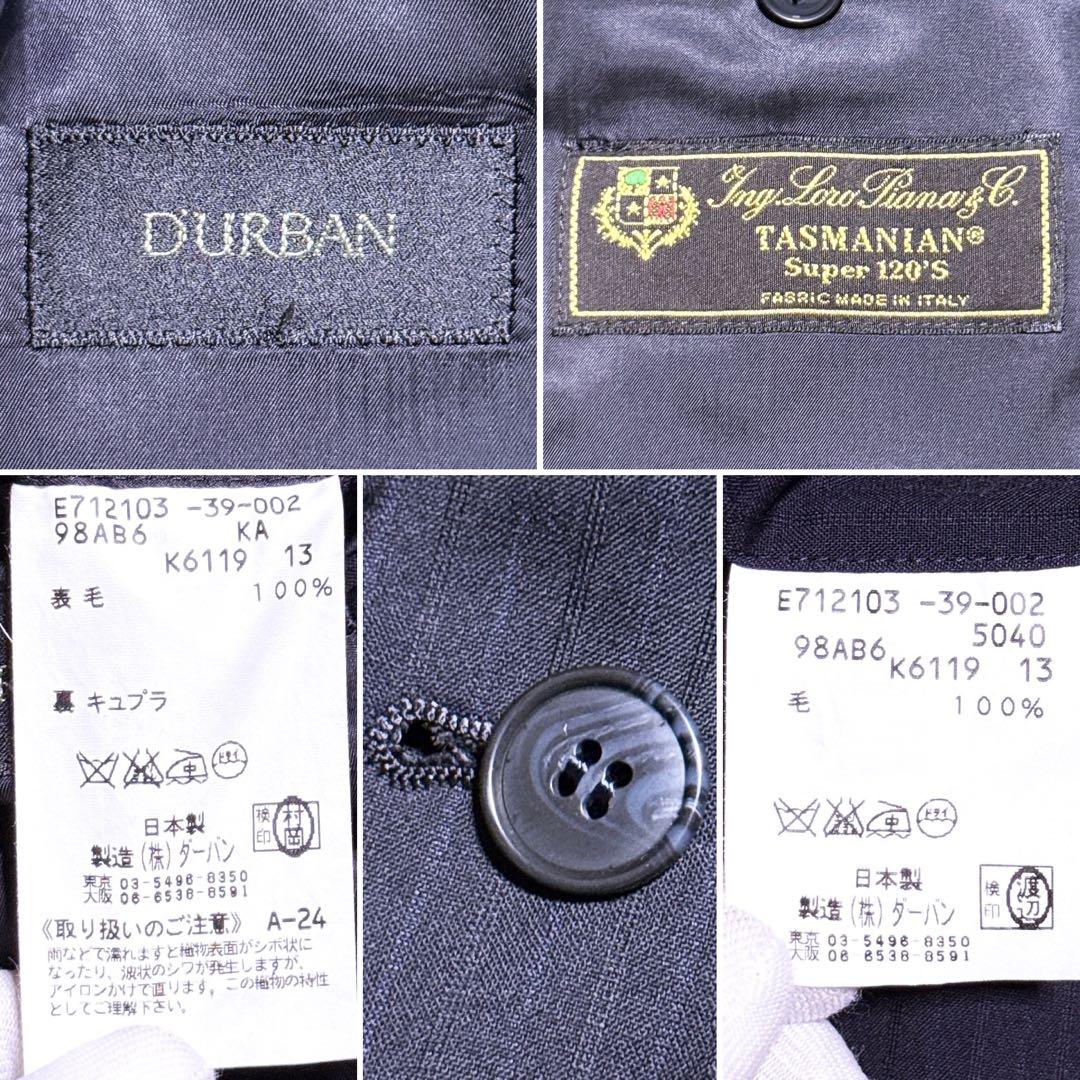 D'URBAN
Ing. Loro Piana & C.
TASMANIAN®
Super 120'S
FABRIC MADE IN ITALY
E712103 -39-002
98AB6 KA
K6119 13
表 毛 100%
裏 キュプラ
ドライ
検印 村岡
日本製
製造(株)ダーバン
東京 03-5496-8350
大阪 06-6538-8591
《取り扱いのご注意》 A-24
雨などで濡れますと織物表面がシボ状に
なったり、波状のシワが発生しますが、
アイロンかけで直ります。この織物の特性
としてご理解下さい。
E712103 -39-002
5040
98AB6 K6119 13
毛 100%
ドライ
検印 渡辺
日本製
製造(株)ダーバン
東京 03-5496-8350
大阪 06-6538-8591